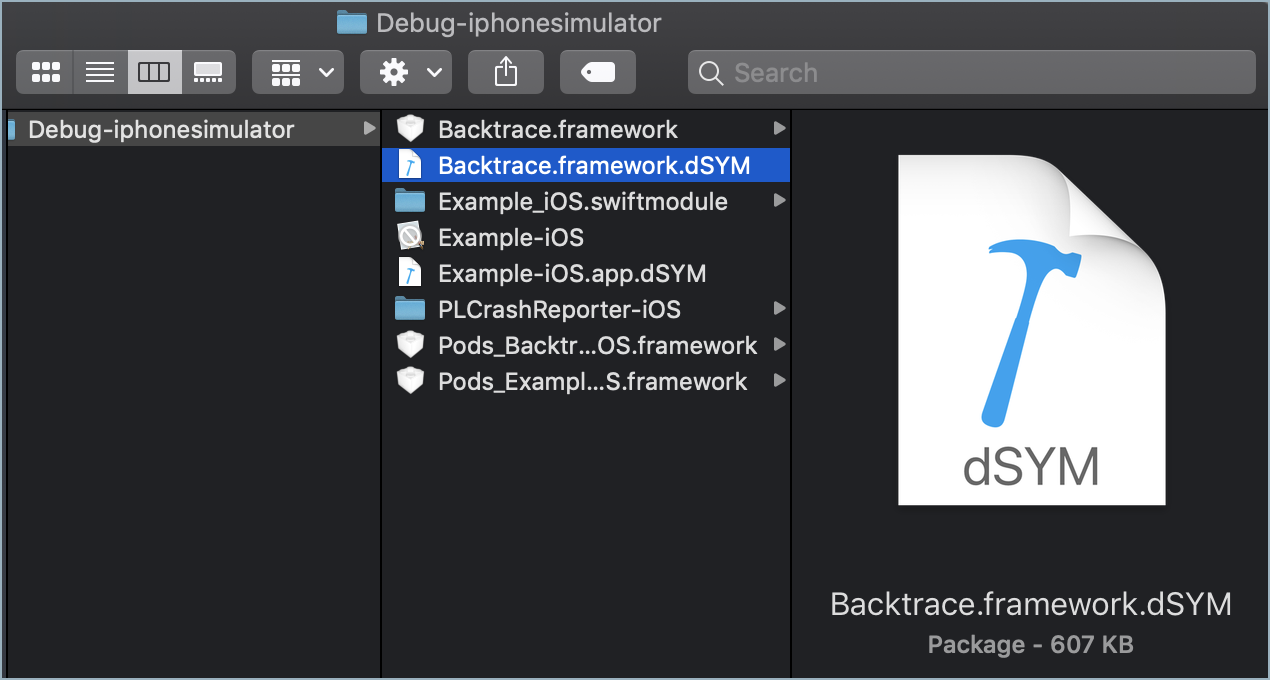 Debug-iphonesimulator
Search
Debug-iphonesimulator
Backtrace.framework
Backtrace.framework.dSYM
Example_iOS.swiftmodule
Example-iOS
Example-iOS.app.dSYM
PLCrashReporter-iOS
Pods_Backtr...OS.framework
Pods_Exampl...S.framework
dSYM
Backtrace.framework.dSYM
Package - 607 KB